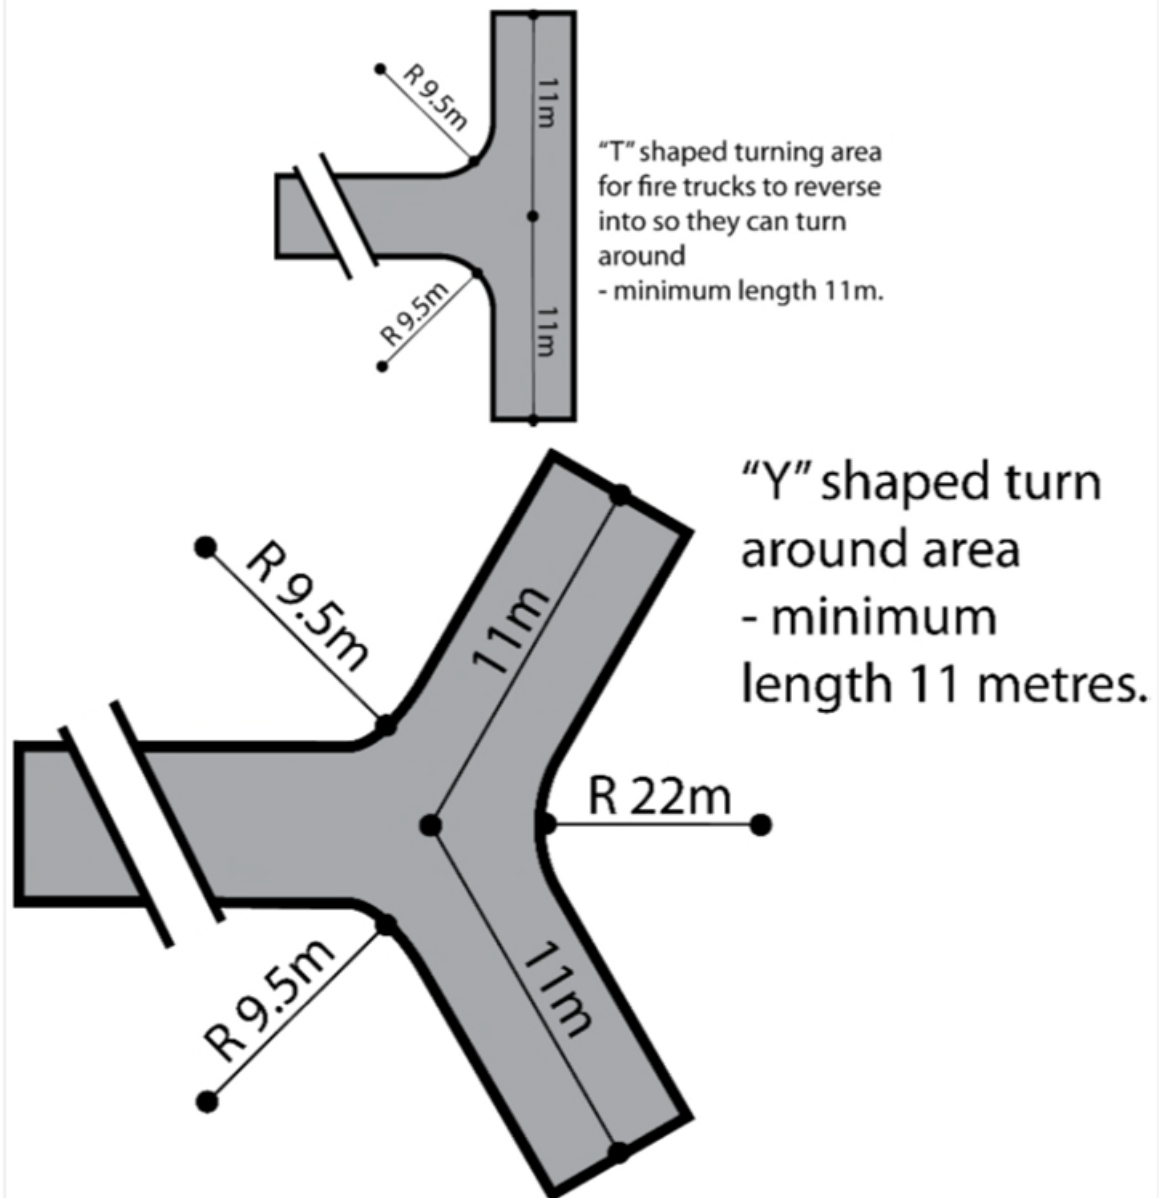 R 9.5m
11m
"T" shaped turning area
for fire trucks to reverse
into so they can turn
around
- minimum length 11m.
R 9.5m
11m
"Y" shaped turn
around area
- minimum
length 11 metres.
R 9.5m
11m
R 22m
R 9.5m
11m